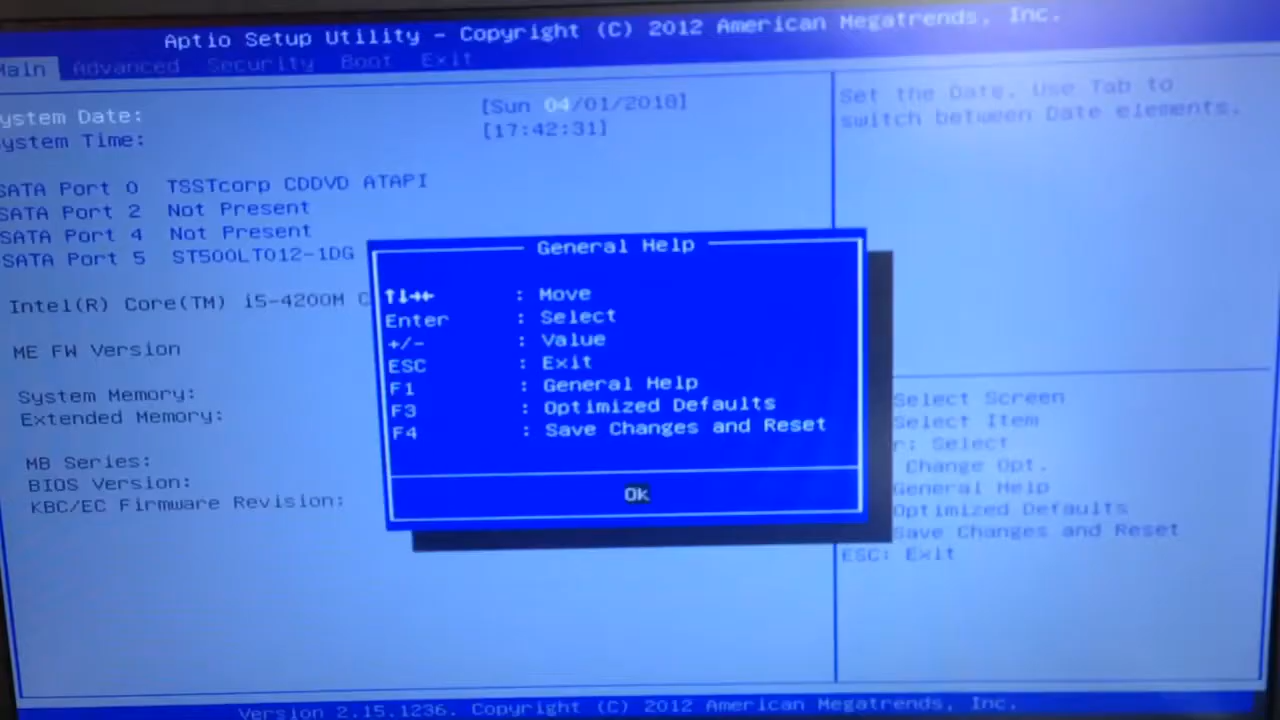 Aptio Setup Utility - Copyright (C) 2012 American Megatrends, Inc.
Main Advanced Security Boot Exit
ystem Date: [Sun 04/01/2018]
ystem Time: [17:42:31]
Set the Date. Use Tab to
switch between Date elements.
SATA Port 0 TSSTcorp CDDVD ATAPI
SATA Port 2 Not Present
SATA Port 4 Not Present
SATA Port 5 ST500LT012-1DG
Intel(R) Core(TM) i5-4200M C
ME FW Version
System Memory:
Extended Memory:
MB Series:
BIOS Version:
KBC/EC Firmware Revision:
General Help
↑↓→← : Move
Enter : Select
+/- : Value
ESC : Exit
F1 : General Help
F3 : Optimized Defaults
F4 : Save Changes and Reset
Ok
Select Screen
Select Item
r: Select
Change Opt.
General Help
Optimized Defaults
Save Changes and Reset
ESC: Exit
Version 2.15.1236. Copyright (C) 2012 American Megatrends, Inc.